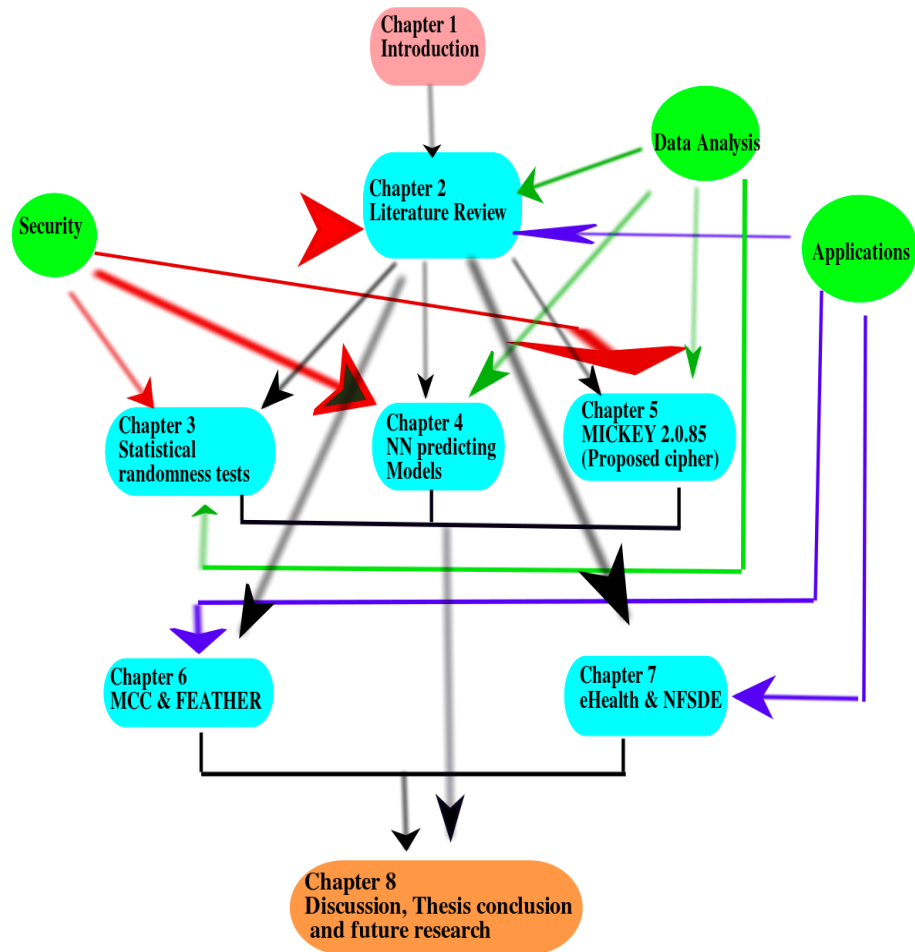 Chapter 1
Introduction
Data Analysis
Chapter 2
Literature Review
Security
Applications
Chapter 3
Statistical
randomness tests
Chapter 4
NN predicting
Models
Chapter 5
MICKEY 2.0.85
(Proposed cipher)
Chapter 6
MCC & FEATHER
Chapter 7
eHealth & NFSDE
Chapter 8
Discussion, Thesis conclusion
and future research